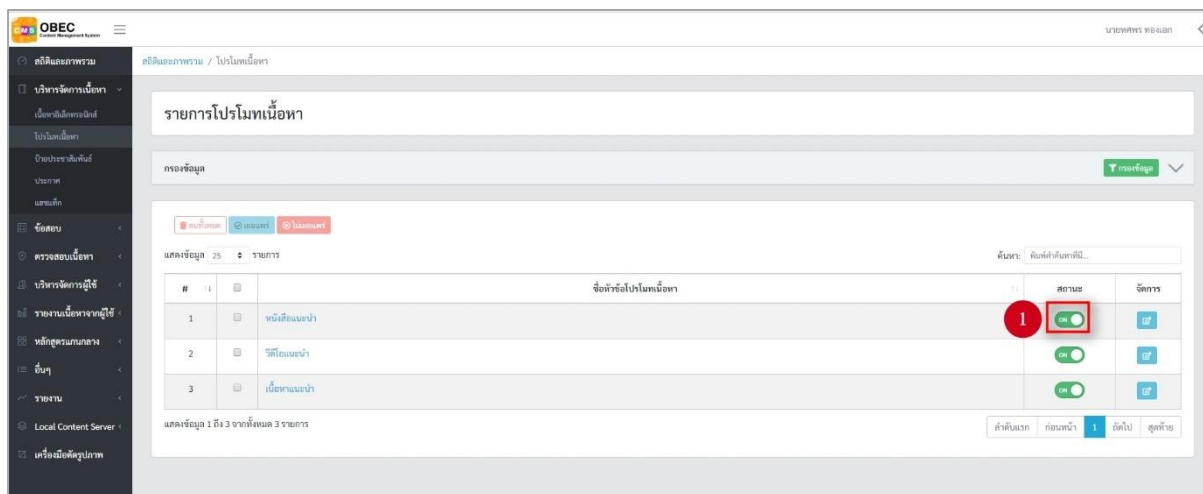 CMS OBEC
Content Management System
นายทศพร ทองเอก
สถิติและภาพรวม
บริหารจัดการเนื้อหา
เนื้อหาอิเล็กทรอนิกส์
โปรโมทเนื้อหา
ป้ายประชาสัมพันธ์
ประกาศ
แฮชแท็ก
ข้อสอบ
ตรวจสอบเนื้อหา
บริหารจัดการผู้ใช้
รายงานเนื้อหาจากผู้ใช้
หลักสูตรแกนกลาง
อื่นๆ
รายงาน
Local Content Server
เครื่องมือตัดรูปภาพ
สถิติและภาพรวม / โปรโมทเนื้อหา
รายการโปรโมทเนื้อหา
กรองข้อมูล
กรองข้อมูล
ลบทั้งหมด เผยแพร่ ไม่เผยแพร่
แสดงข้อมูล 25 รายการ
ค้นหา: พิมพ์คำค้นหาที่นี่...
# ชื่อหัวข้อโปรโมทเนื้อหา สถานะ จัดการ
1 หนังสือแนะนำ 1 ON
2 วิดีโอแนะนำ ON
3 เนื้อหาแนะนำ ON
แสดงข้อมูล 1 ถึง 3 จากทั้งหมด 3 รายการ
ลำดับแรก ก่อนหน้า 1 ถัดไป สุดท้าย